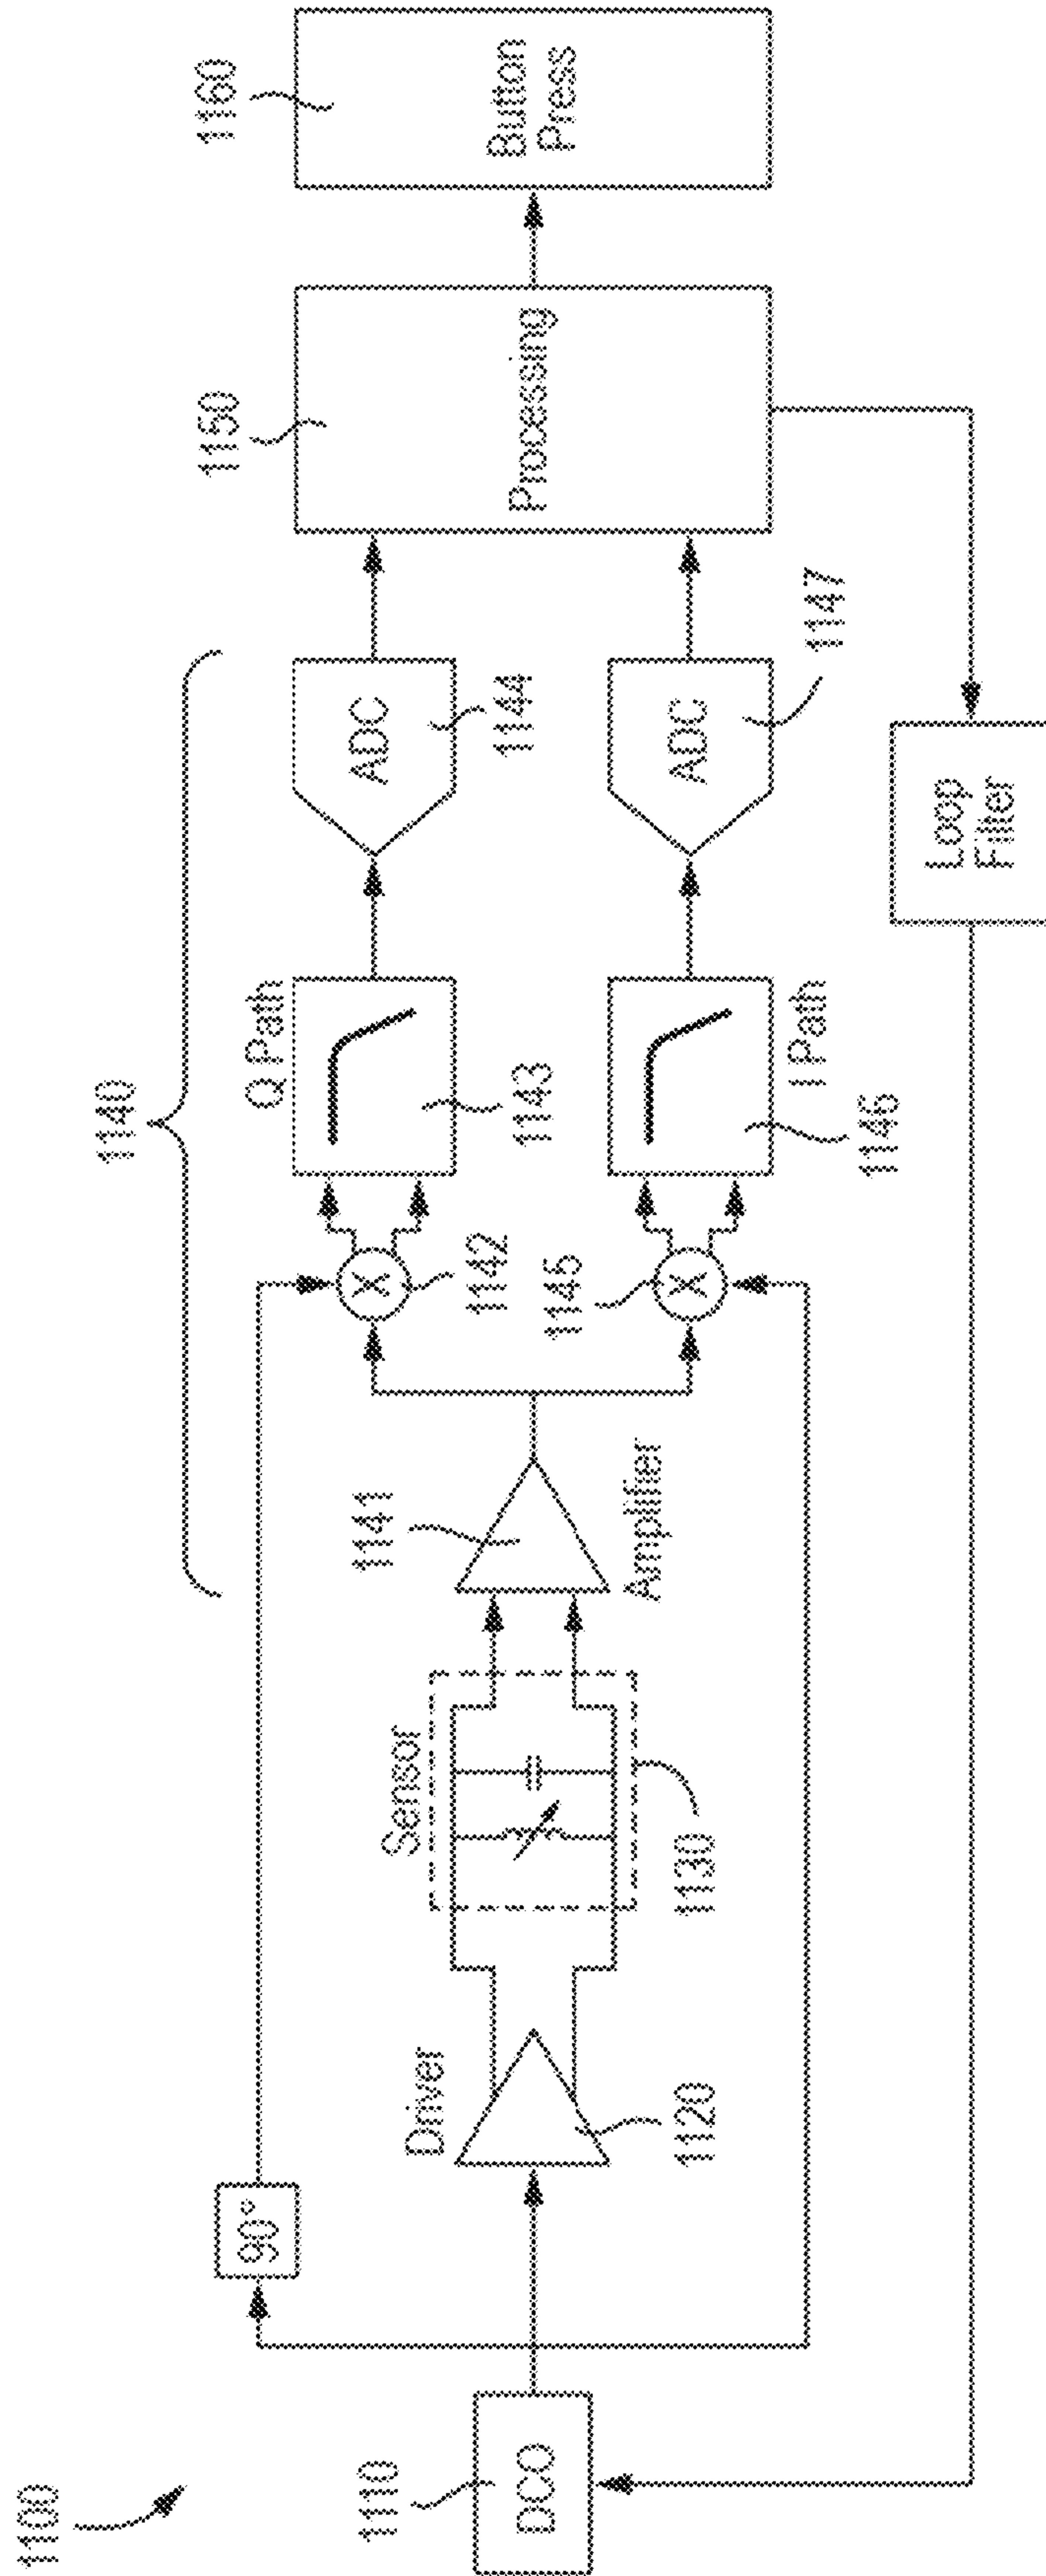 1100
1110
DCO
90°
Driver
1120
Sensor
1130
1141
Amplifier
1140
1142
1145
Q Path
1143
I Path
1146
ADC
1144
ADC
1147
Loop
Filter
1150
Processing
1160
Button
Press